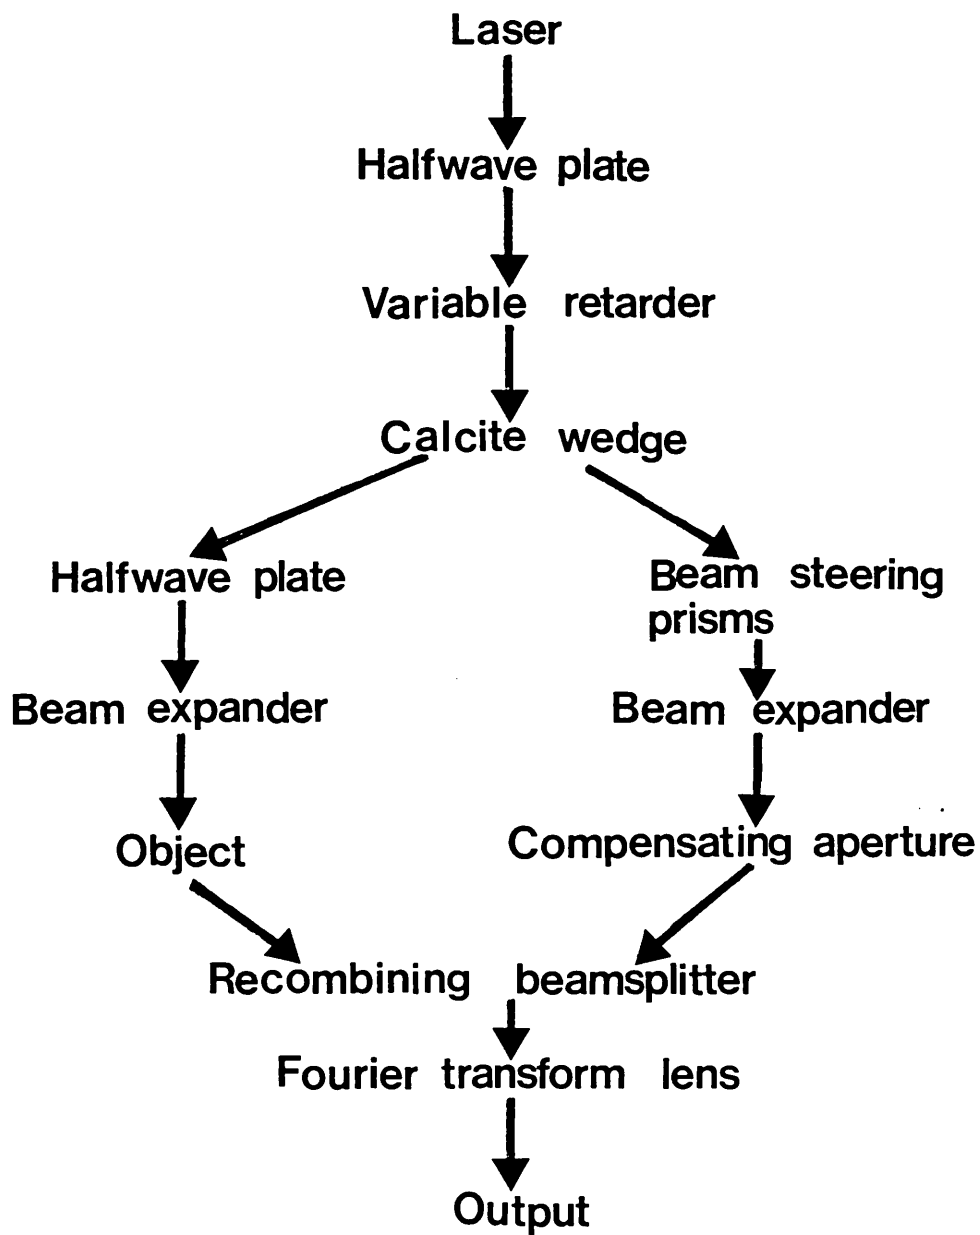 Laser
Halfwave plate
Variable retarder
Calcite wedge
Halfwave plate
Beam steering
prisms
Beam expander
Beam expander
Object
Compensating aperture
Recombining beamsplitter
Fourier transform lens
Output